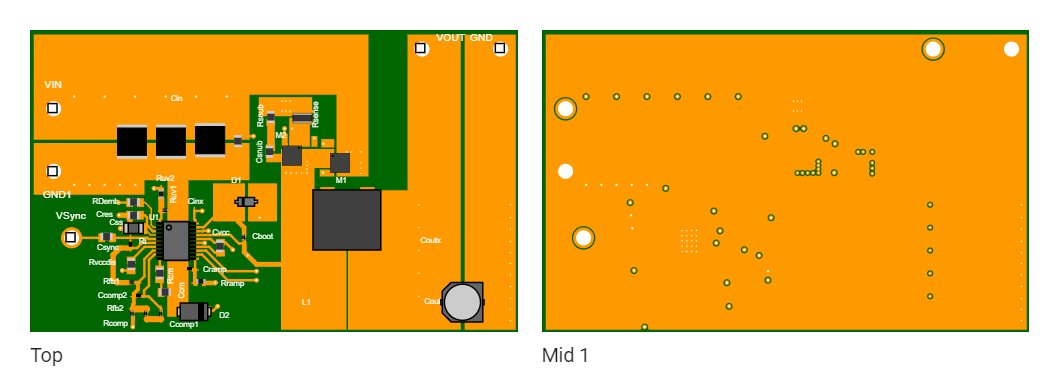 VOUT GND
VIN
Cin
Rsnub
Rsense
M2
Csnub
M1
GND1
Ruv2
Ruv1
D1
RDemb
Cinx
VSync
Cres
U1
Css
Cvcc
Cboot
Coutx
Csync
Rt
Rvccdis
Rcm
Cramp
Rfb1
Rramp
Ccm
Ccomp2
L1
Cout
Rfb2
D2
Rcomp
Ccomp1
Top
Mid 1